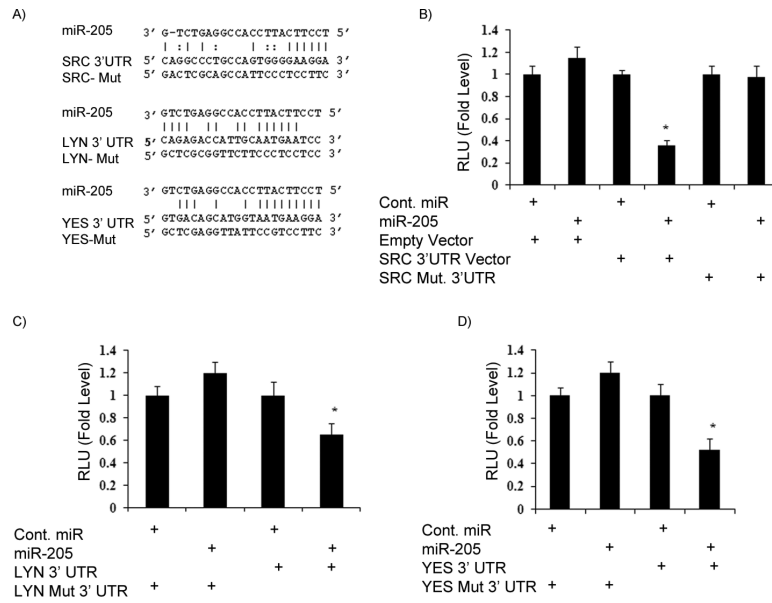 A)
miR-205 3’ G-TCTGAGGCCACCTTACTTCCT 5’
| :| | : | :: ||||||
SRC 3’UTR 5’ CAGGCCCTGCCAGTGGGGAAGGA 3’
SRC- Mut 5’ GACTCGCAGCCATTCCCTCCTTC 3’
miR-205 3’ GTCTGAGGCCACCTTACTTCCT 5’
|||| || || |||||||
LYN 3’ UTR 5’ CAGAGACCATTGCAATGAATCC 3’
LYN- Mut 5’ GCTCGCGGTTCTTCCCTCCTCC 3’
miR-205 3’ GTCTGAGGCCACCTTACTTCCT 5’
||| | | ||||||||
YES 3’ UTR 5’ GTGACAGCATGGTAATGAAGGA 3’
YES-Mut 5’ GCTCGAGGTTATTCCGTCCTTC 3’
B)
RLU (Fold Level)
1.4
1.2
1
0.8
0.6
0.4
0.2
0
*
Cont. miR + + +
miR-205 + + +
Empty Vector + +
SRC 3’UTR Vector + +
SRC Mut. 3’UTR + +
C)
RLU (Fold Level)
1.4
1.2
1
0.8
0.6
0.4
0.2
0
*
Cont. miR + +
miR-205 + +
LYN 3’ UTR + +
LYN Mut 3’ UTR + +
D)
RLU (Fold Level)
1.4
1.2
1
0.8
0.6
0.4
0.2
0
*
Cont. miR + +
miR-205 + +
YES 3’ UTR + +
YES Mut 3’ UTR + +